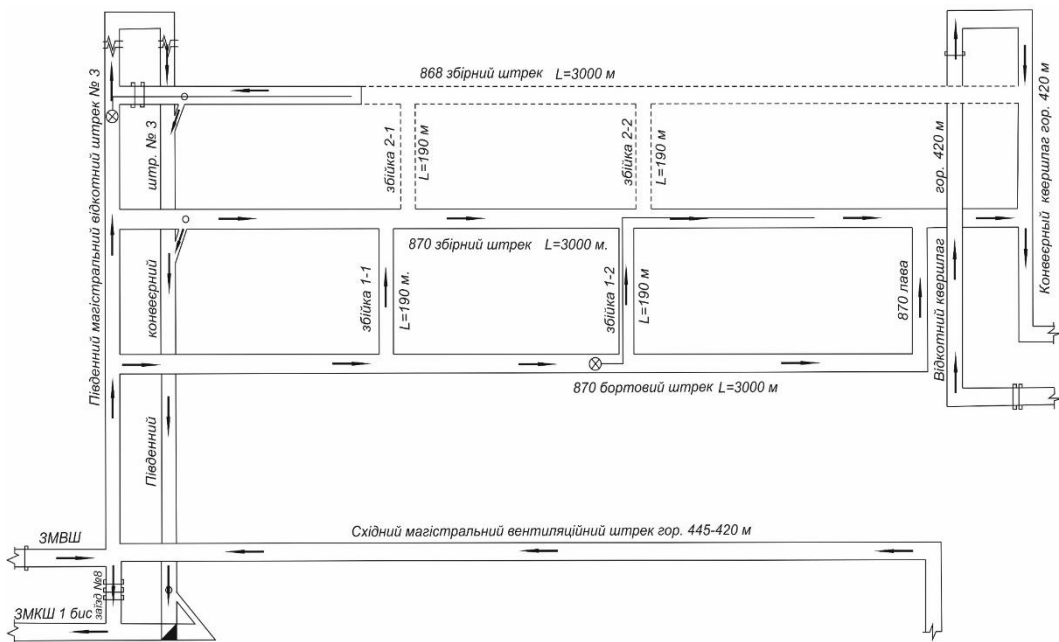 868 збірний штрек L=3000 м
Південний магістральний відкотний штрек № 3
штр. № 3
збійка 2-1
L=190 м
збійка 2-2
L=190 м
гор. 420 м
Конвеєрный квершлаг гор. 420 м
870 збірний штрек L=3000 м.
конвеєрний
збійка 1-1
L=190 м.
збійка 1-2
L=190 м
870 лава
Відкотний квершлаг
870 бортовий штрек L=3000 м
Південний
ЗМВШ
Східний магістральний вентиляційний штрек гор. 445-420 м
заїзд №8
ЗМКШ 1 бис